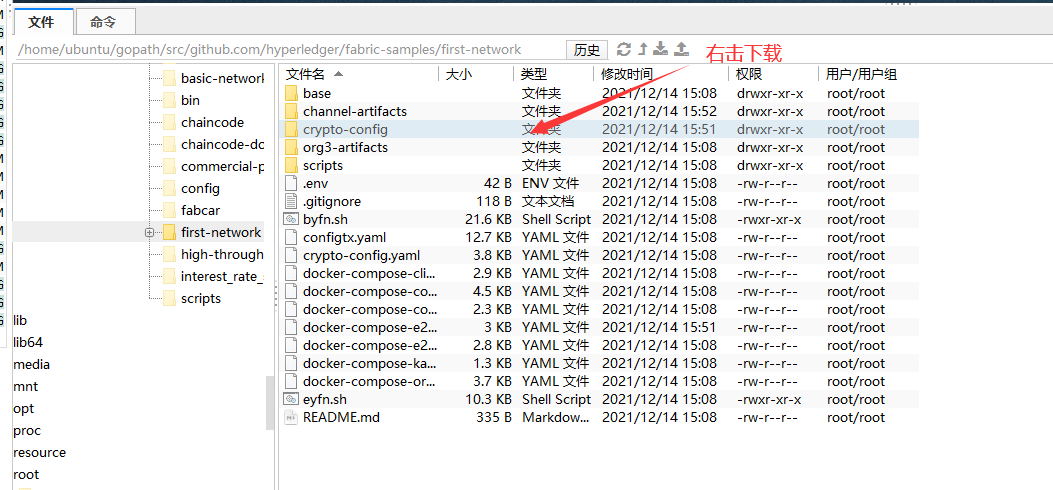 文件 命令
/home/ubuntu/gopath/src/github.com/hyperledger/fabric-samples/first-network 历史
右击下载
basic-network
bin
chaincode
chaincode-do
commercial-p
config
fabcar
first-network
high-through
interest_rate_
scripts
lib
lib64
media
mnt
opt
proc
resource
root
文件名 大小 类型 修改时间 权限 用户/用户组
base 文件夹 2021/12/14 15:08 drwxr-xr-x root/root
channel-artifacts 文件夹 2021/12/14 15:52 drwxr-xr-x root/root
crypto-config 文件夹 2021/12/14 15:51 drwxr-xr-x root/root
org3-artifacts 文件夹 2021/12/14 15:08 drwxr-xr-x root/root
scripts 文件夹 2021/12/14 15:08 drwxr-xr-x root/root
.env 42 B ENV 文件 2021/12/14 15:08 -rw-r--r-- root/root
.gitignore 118 B 文本文档 2021/12/14 15:08 -rw-r--r-- root/root
byfn.sh 21.6 KB Shell Script 2021/12/14 15:08 -rwxr-xr-x root/root
configtx.yaml 12.7 KB YAML 文件 2021/12/14 15:08 -rw-r--r-- root/root
crypto-config.yaml 3.8 KB YAML 文件 2021/12/14 15:08 -rw-r--r-- root/root
docker-compose-cli... 2.9 KB YAML 文件 2021/12/14 15:08 -rw-r--r-- root/root
docker-compose-co... 4.5 KB YAML 文件 2021/12/14 15:08 -rw-r--r-- root/root
docker-compose-co... 2.3 KB YAML 文件 2021/12/14 15:08 -rw-r--r-- root/root
docker-compose-e2... 3 KB YAML 文件 2021/12/14 15:51 -rw-r--r-- root/root
docker-compose-e2... 2.8 KB YAML 文件 2021/12/14 15:08 -rw-r--r-- root/root
docker-compose-ka... 1.3 KB YAML 文件 2021/12/14 15:08 -rw-r--r-- root/root
docker-compose-or... 3.7 KB YAML 文件 2021/12/14 15:08 -rw-r--r-- root/root
eyfn.sh 10.3 KB Shell Script 2021/12/14 15:08 -rwxr-xr-x root/root
README.md 335 B Markdow... 2021/12/14 15:08 -rw-r--r-- root/root